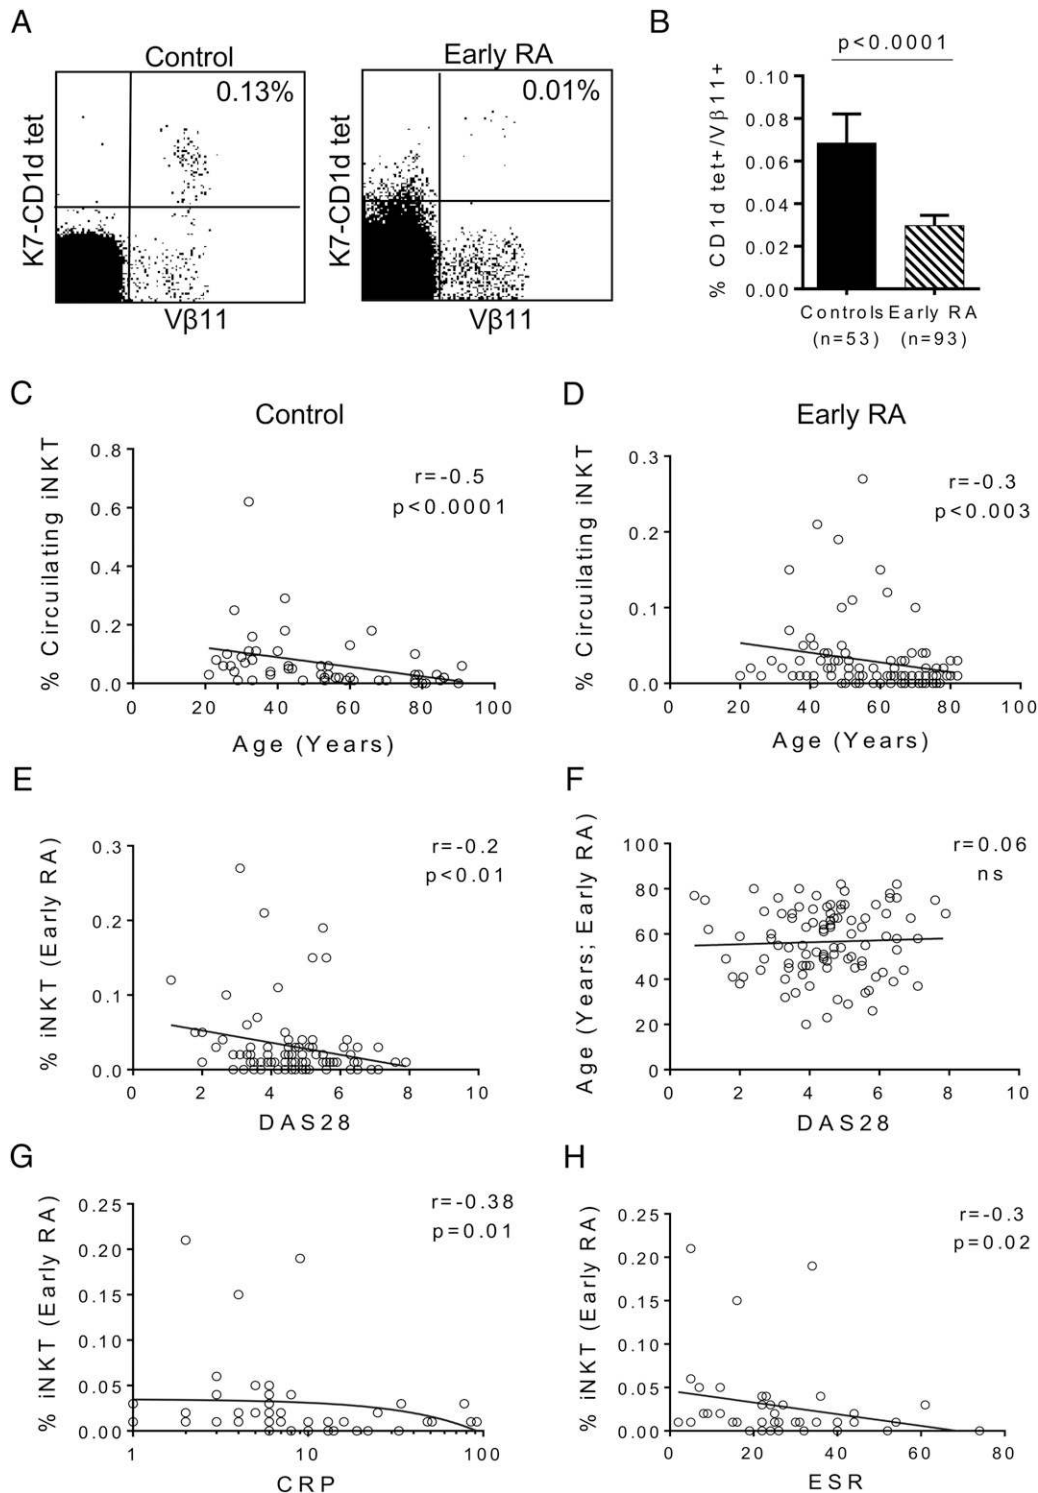 A
Control
0.13%
K7-CD1d tet
Vβ11
Early RA
0.01%
K7-CD1d tet
Vβ11
B
p<0.0001
% CD1d tet+/Vβ11+
0.10
0.08
0.06
0.04
0.02
0.00
Controls Early RA
(n=53) (n=93)
C
Control
% Circuilating iNKT
0.8
0.6
0.4
0.2
0.0
r=-0.5
p<0.0001
0 20 40 60 80 100
Age (Years)
D
Early RA
% Circuilating iNKT
0.3
0.2
0.1
0.0
r=-0.3
p<0.003
0 20 40 60 80 100
Age (Years)
E
% iNKT (Early RA)
0.3
0.2
0.1
0.0
r=-0.2
p<0.01
0 2 4 6 8 10
DAS28
F
Age (Years; Early RA)
100
80
60
40
20
0
r=0.06
ns
0 2 4 6 8 10
DAS28
G
% iNKT (Early RA)
0.25
0.20
0.15
0.10
0.05
0.00
r=-0.38
p=0.01
1 10 100
CRP
H
% iNKT (Early RA)
0.25
0.20
0.15
0.10
0.05
0.00
r=-0.3
p=0.02
0 20 40 60 80
ESR